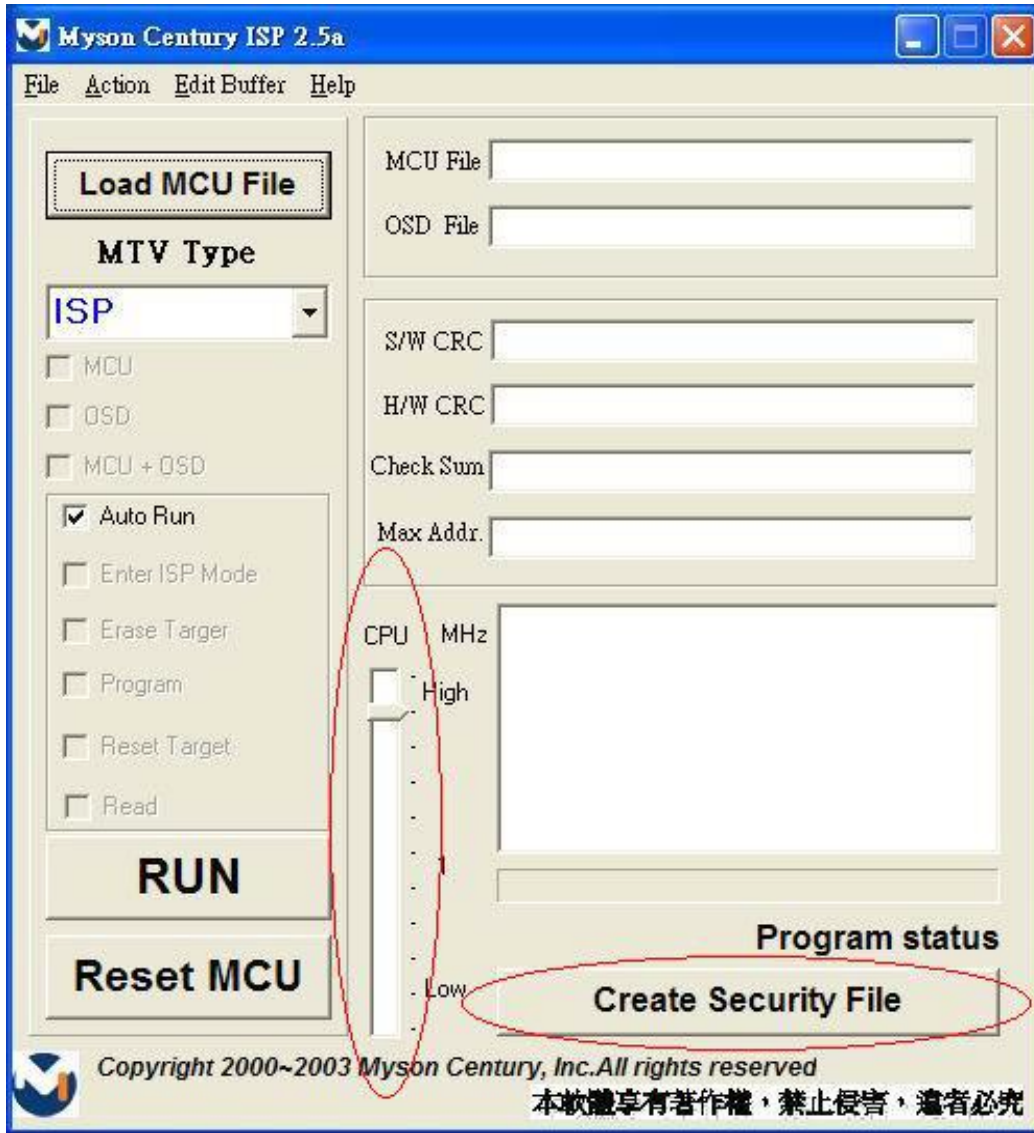 Myson Century ISP 2.5a
File Action Edit Buffer Help
Load MCU File
MTV Type
ISP
MCU
OSD
MCU + OSD
Auto Run
Enter ISP Mode
Erase Targer
Program
Reset Target
Read
RUN
Reset MCU
MCU File
OSD File
S/W CRC
H/W CRC
Check Sum
Max Addr.
CPU MHz
High
1
Low
Program status
Create Security File
Copyright 2000~2003 Myson Century, Inc.All rights reserved
本軟體享有著作權，禁止侵害，違者必究